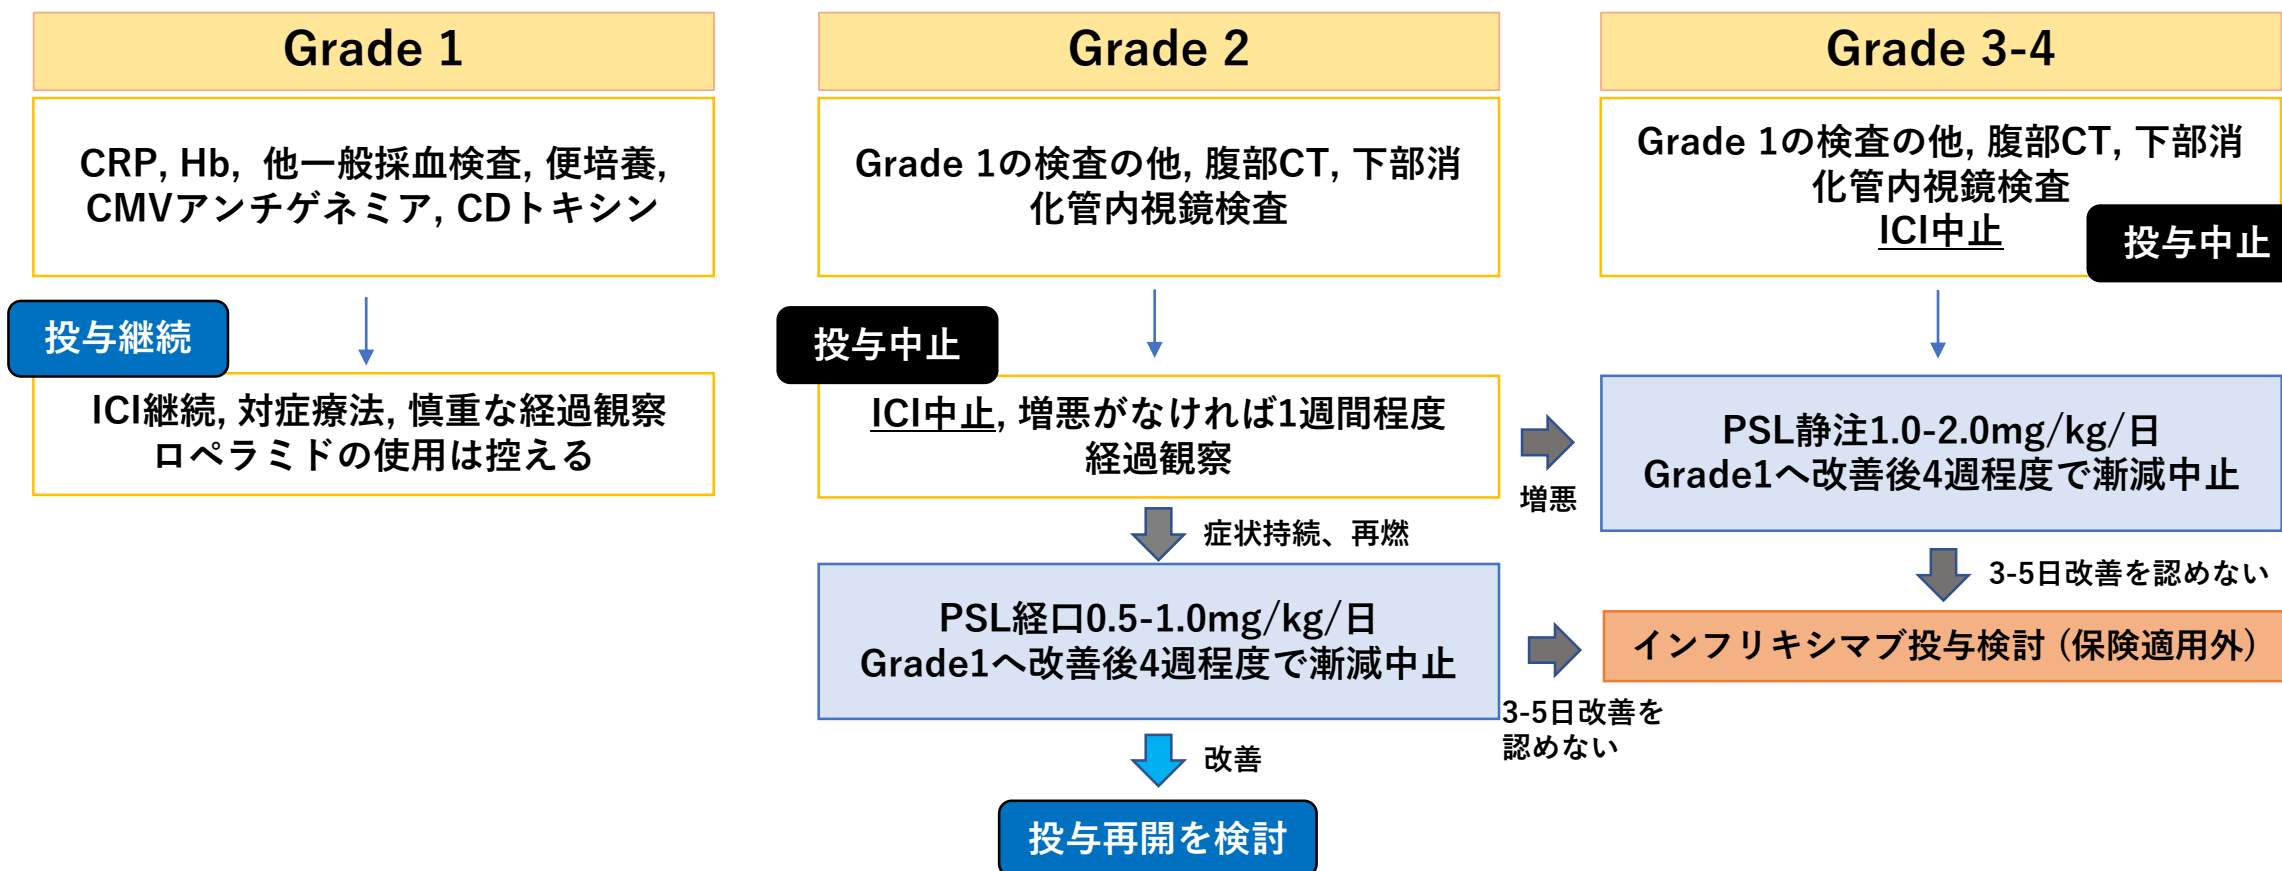 Grade 1
CRP, Hb, 他一般採血検査, 便培養,
CMVアンチゲネミア, CDトキシン
投与継続
ICI継続, 対症療法, 慎重な経過観察
ロペラミドの使用は控える
Grade 2
Grade 1の検査の他, 腹部CT, 下部消
化管内視鏡検査
投与中止
ICI中止, 増悪がなければ1週間程度
経過観察
増悪
症状持続、再燃
PSL経口0.5-1.0mg/kg/日
Grade1へ改善後4週程度で漸減中止
3-5日改善を
認めない
改善
投与再開を検討
Grade 3-4
Grade 1の検査の他, 腹部CT, 下部消
化管内視鏡検査
ICI中止
投与中止
PSL静注1.0-2.0mg/kg/日
Grade1へ改善後4週程度で漸減中止
3-5日改善を認めない
インフリキシマブ投与検討 (保険適用外)